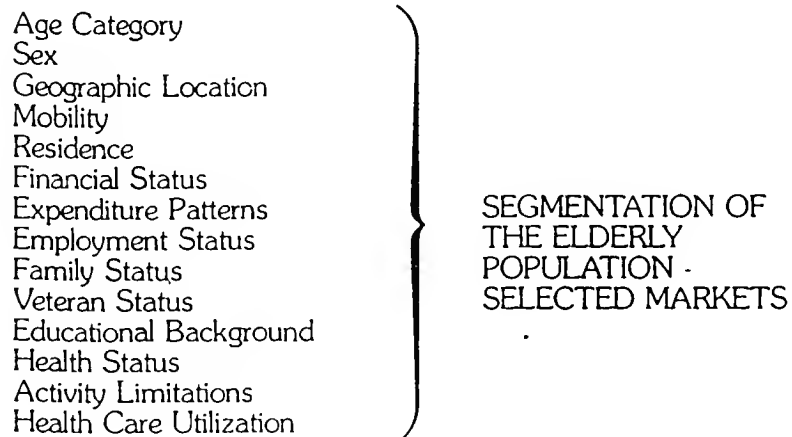 Age Category
Sex
Geographic Location
Mobility
Residence
Financial Status
Expenditure Patterns
Employment Status
Family Status
Veteran Status
Educational Background
Health Status
Activity Limitations
Health Care Utilization
SEGMENTATION OF
THE ELDERLY
POPULATION -
SELECTED MARKETS